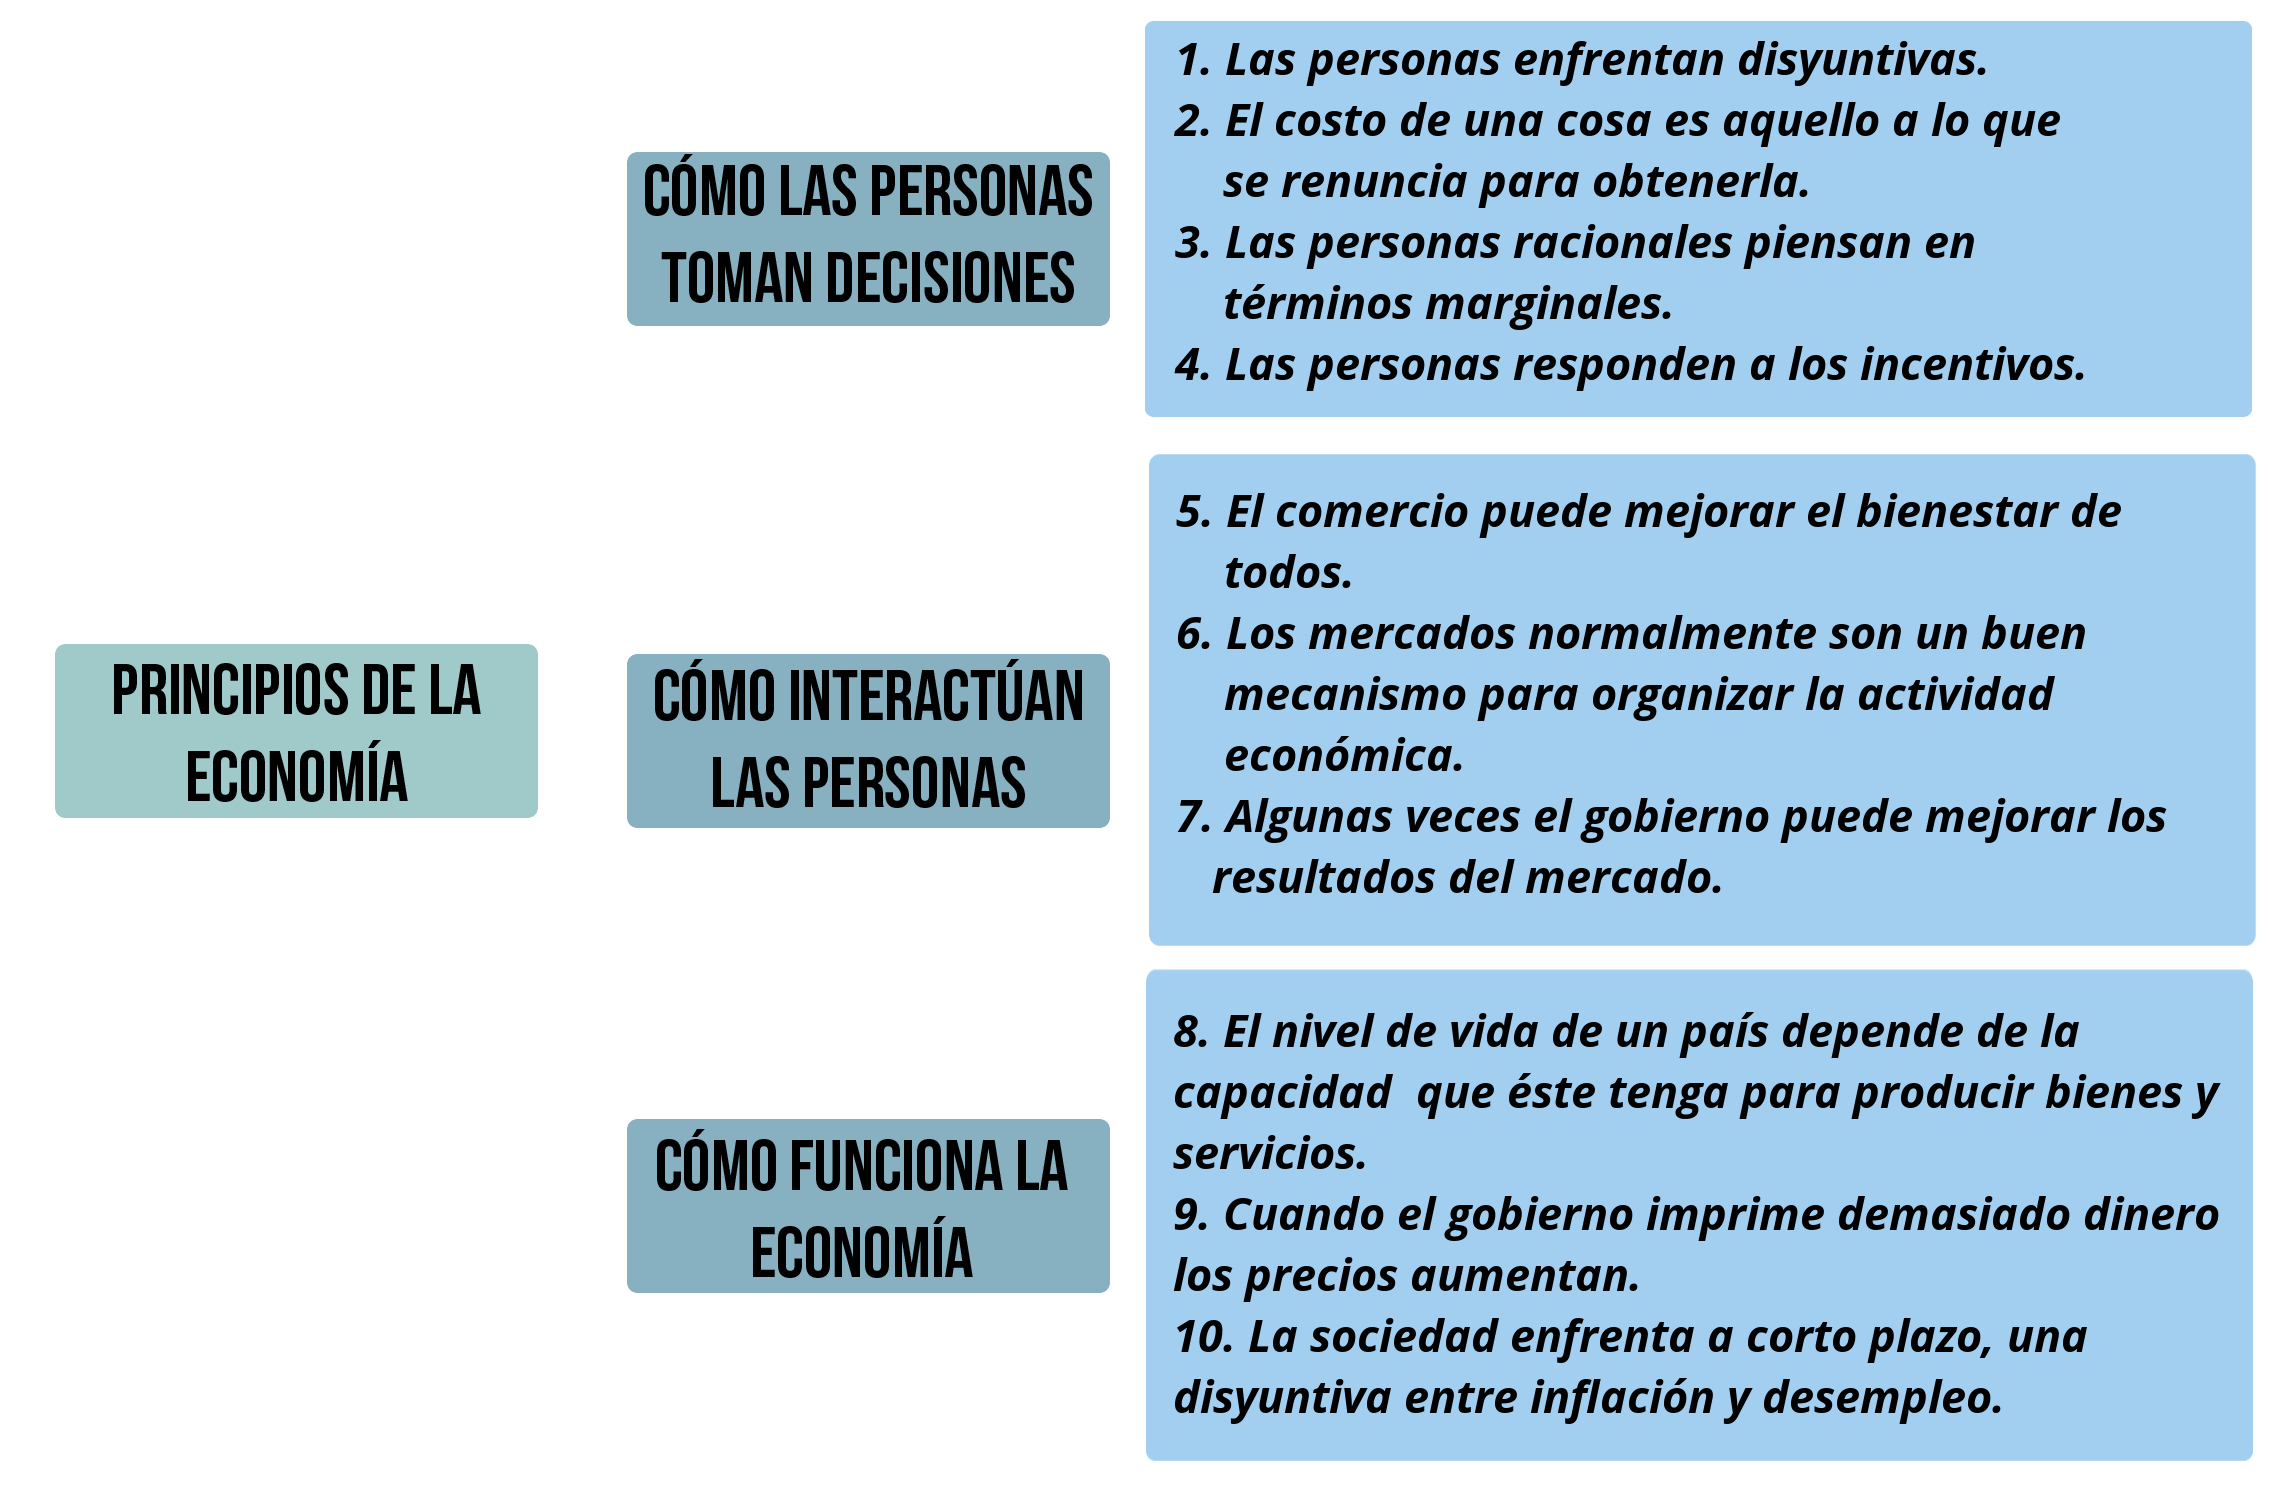 PRINCIPIOS DE LA
ECONOMÍA
CÓMO LAS PERSONAS
TOMAN DECISIONES
1. Las personas enfrentan disyuntivas.
2. El costo de una cosa es aquello a lo que
se renuncia para obtenerla.
3. Las personas racionales piensan en
términos marginales.
4. Las personas responden a los incentivos.
CÓMO INTERACTÚAN
LAS PERSONAS
5. El comercio puede mejorar el bienestar de
todos.
6. Los mercados normalmente son un buen
mecanismo para organizar la actividad
económica.
7. Algunas veces el gobierno puede mejorar los
resultados del mercado.
CÓMO FUNCIONA LA
ECONOMÍA
8. El nivel de vida de un país depende de la
capacidad  que éste tenga para producir bienes y
servicios.
9. Cuando el gobierno imprime demasiado dinero
los precios aumentan.
10. La sociedad enfrenta a corto plazo, una
disyuntiva entre inflación y desempleo.